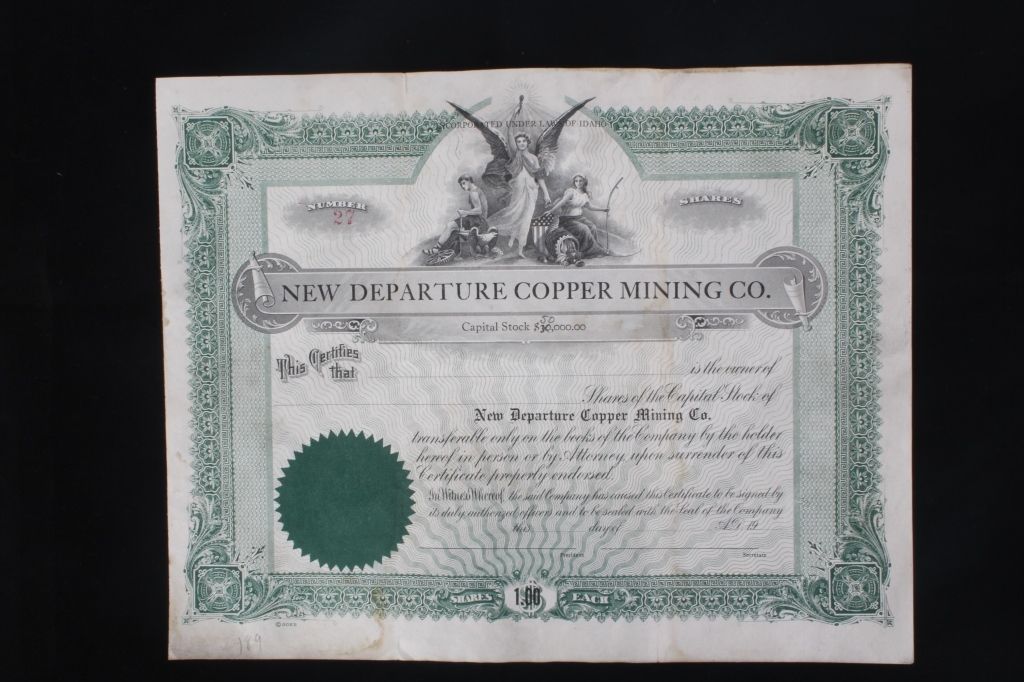 INCORPORATED UNDER LAWS OF IDAHO
NUMBER
27
SHARES
NEW DEPARTURE COPPER MINING CO.
Capital Stock $50,000.00
This Certifies that
is the owner of
Shares of the Capital Stock of
New Departure Copper Mining Co.
transferable only on the books of the Company by the holder
hereof in person or by Attorney upon surrender of this
Certificate properly endorsed.
In Witness Whereof, the said Company has caused this Certificate to be signed by
its duly authorized officers and to be sealed with the Seal of the Company
this day of A.D. 19
President Secretary
SHARES 1.00 EACH
© GOES
189